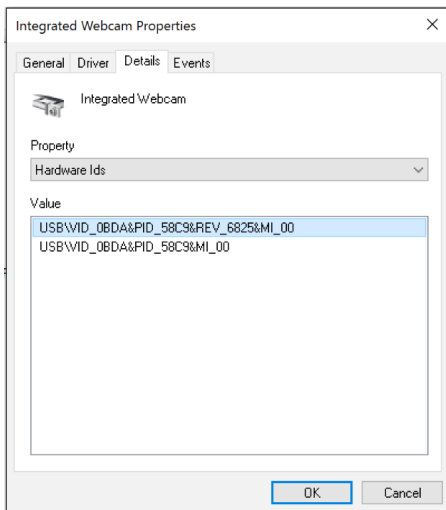 Integrated Webcam Properties
General Driver Details Events
Integrated Webcam
Property
Hardware Ids
Value
USB\VID_0BDA&PID_58C9&REV_6825&MI_00
USB\VID_0BDA&PID_58C9&MI_00
OK Cancel